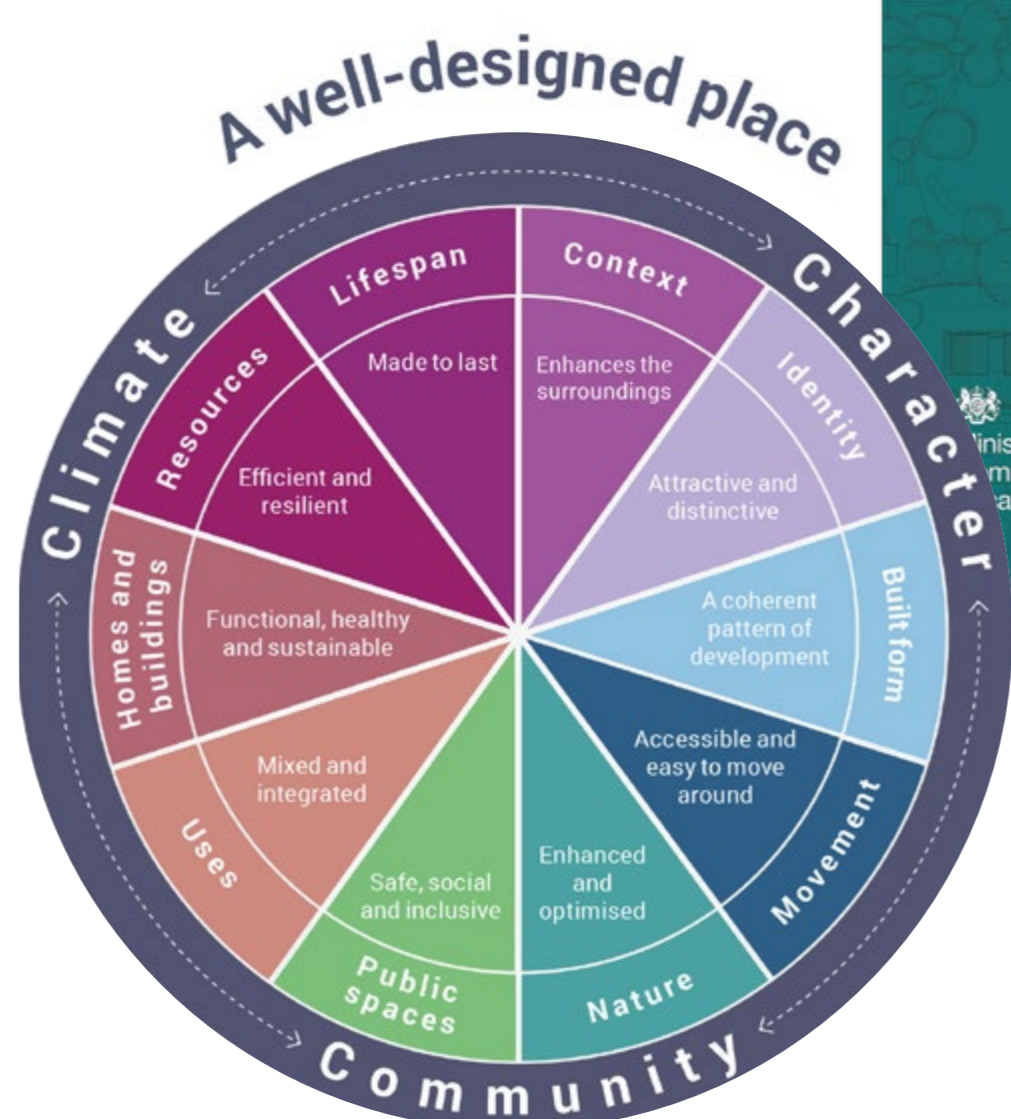 A well-designed place
Climate
Character
Community
Lifespan
Made to last
Context
Enhances the
surroundings
Identity
Attractive and
distinctive
Built form
A coherent
pattern of
development
Movement
Accessible and
easy to move
around
Nature
Enhanced
and
optimised
Public
spaces
Safe, social
and inclusive
Uses
Mixed and
integrated
Homes and
buildings
Functional, healthy
and sustainable
Resources
Efficient and
resilient